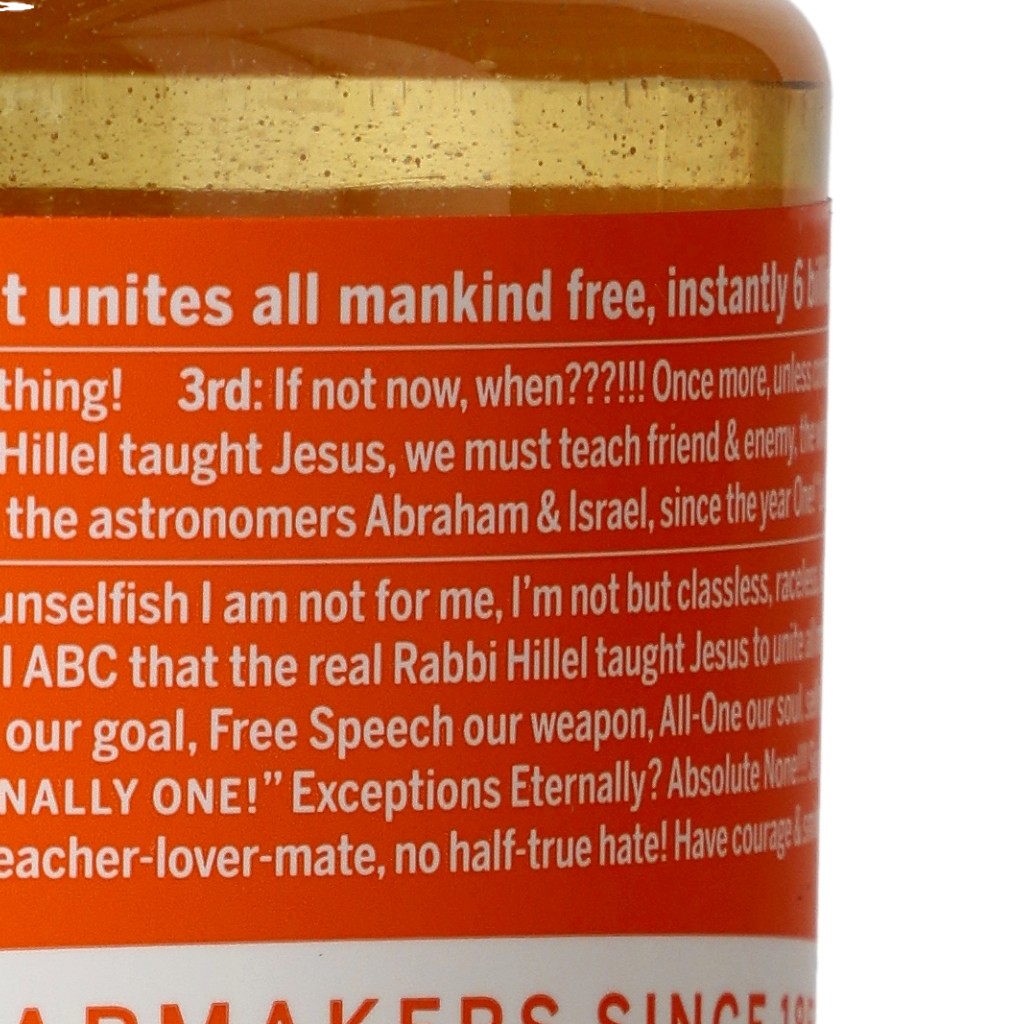 t unites all mankind free, instantly 6
thing! 3rd: If not now, when???!!! Once more, unless
Hillel taught Jesus, we must teach friend & enemy,
the astronomers Abraham & Israel, since the year One!
unselfish I am not for me, I'm not but classless,
l ABC that the real Rabbi Hillel taught Jesus to unite
our goal, Free Speech our weapon, All-One our soul,
NALLY ONE!” Exceptions Eternally? Absolute None!!!
eacher-lover-mate, no half-true hate! Have courage &
APMAKERS SINCE